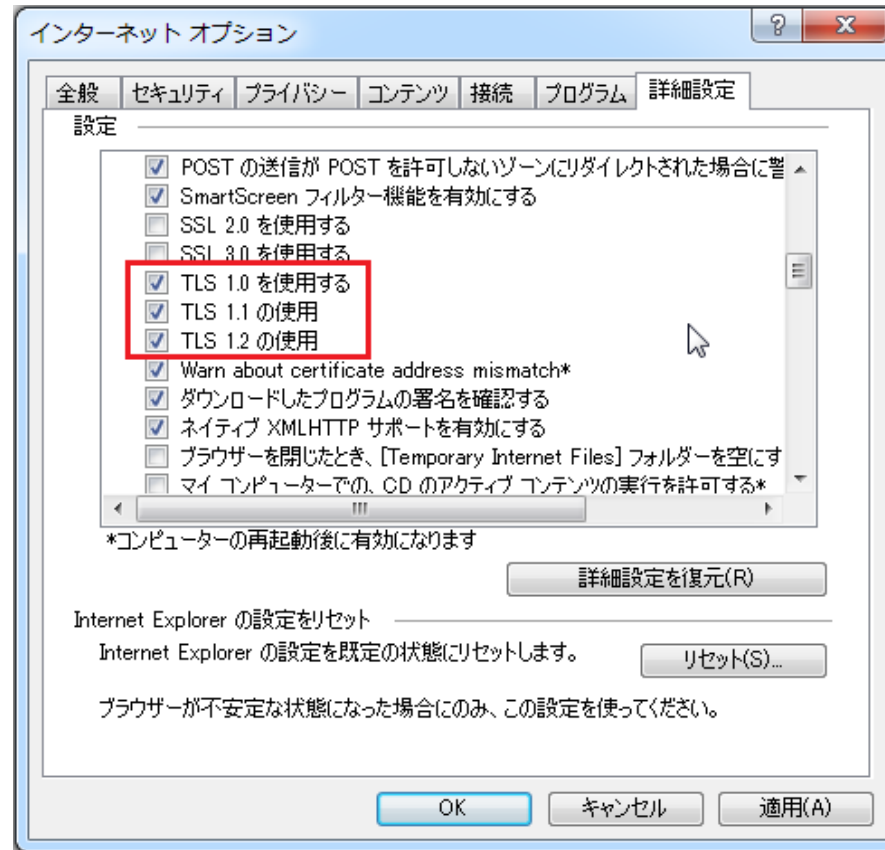 インターネット オプション
全般
セキュリティ
プライバシー
コンテンツ
接続
プログラム
詳細設定
設定
POST の送信が POST を許可しないゾーンにリダイレクトされた場合に警
SmartScreen フィルター機能を有効にする
SSL 2.0 を使用する
SSL 3.0 を使用する
TLS 1.0 を使用する
TLS 1.1 の使用
TLS 1.2 の使用
Warn about certificate address mismatch*
ダウンロードしたプログラムの署名を確認する
ネイティブ XMLHTTP サポートを有効にする
ブラウザーを閉じたとき、[Temporary Internet Files] フォルダーを空にす
マイ コンピューターでの、CD のアクティブ コンテンツの実行を許可する*
*コンピューターの再起動後に有効になります
詳細設定を復元(R)
Internet Explorer の設定をリセット
Internet Explorer の設定を既定の状態にリセットします。
リセット(S)...
ブラウザーが不安定な状態になった場合にのみ、この設定を使ってください。
OK
キャンセル
適用(A)